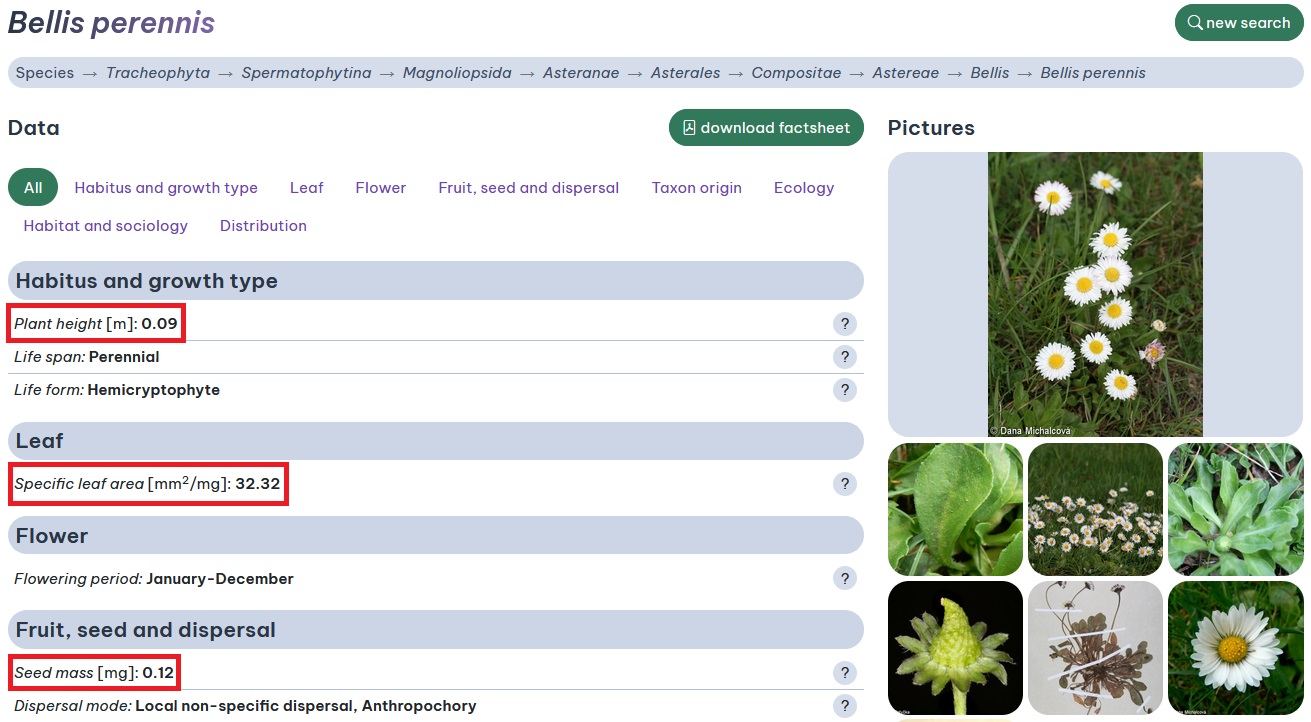 Bellis perennis
new search
Species → Tracheophyta → Spermatophytina → Magnoliopsida → Asteranae → Asterales → Compositae → Astereae → Bellis → Bellis perennis
Data
download factsheet
Pictures
All Habitus and growth type Leaf Flower Fruit, seed and dispersal Taxon origin Ecology
Habitat and sociology Distribution
Habitus and growth type
Plant height [m]: 0.09 ?
Life span: Perennial ?
Life form: Hemicryptophyte ?
© Dana Michalcová
Leaf
Specific leaf area [mm²/mg]: 32.32 ?
Flower
Flowering period: January-December ?
Fruit, seed and dispersal
Seed mass [mg]: 0.12 ?
Dispersal mode: Local non-specific dispersal, Anthropochory ?